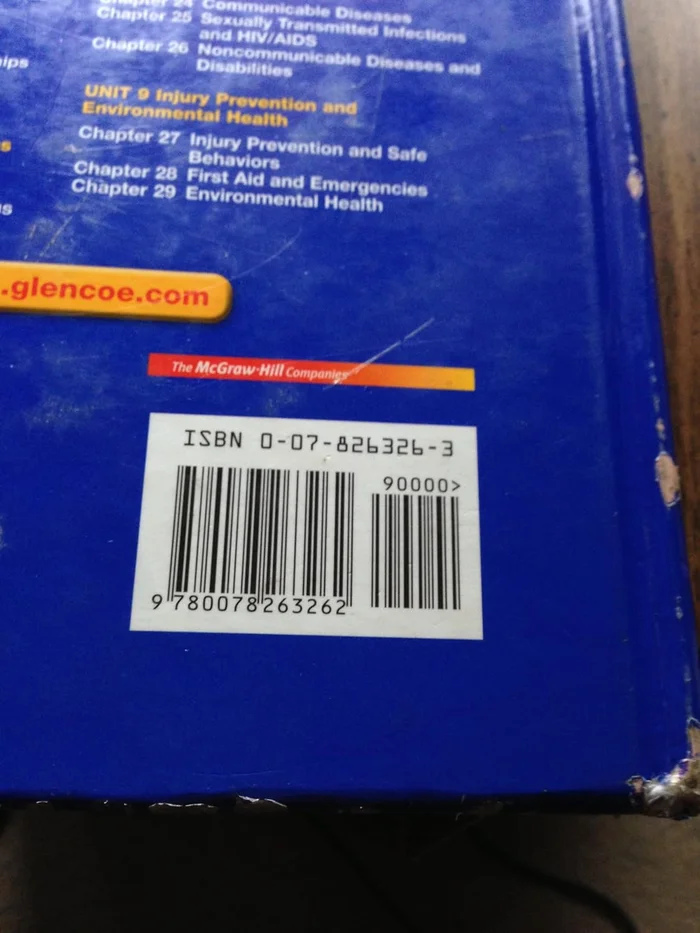 Chapter 24 Communicable Diseases
Chapter 25 Sexually Transmitted Infections
and HIV/AIDS
Chapter 26 Noncommunicable Diseases and
Disabilities
UNIT 9 Injury Prevention and
Environmental Health
Chapter 27 Injury Prevention and Safe
Behaviors
Chapter 28 First Aid and Emergencies
Chapter 29 Environmental Health
.glencoe.com
The McGraw-Hill Companies
ISBN 0-07-826326-3
90000>
9 780078 263262